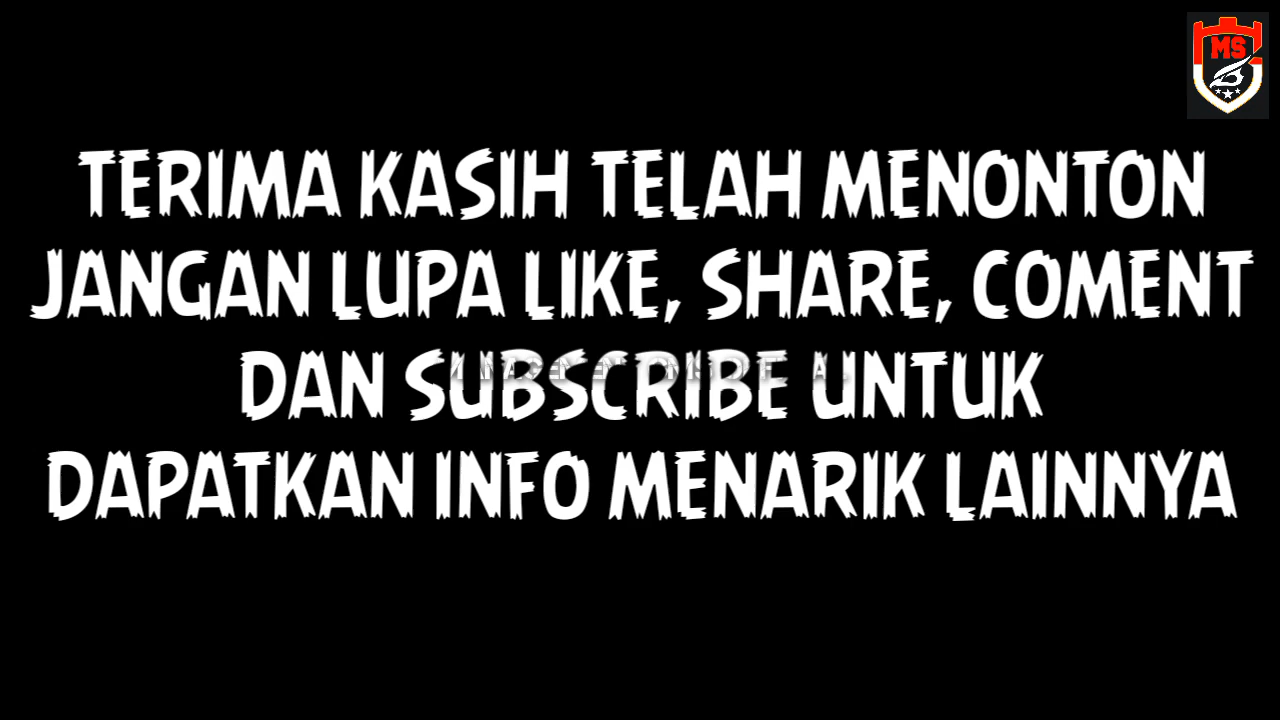 MS
TERIMA KASIH TELAH MENONTON
JANGAN LUPA LIKE, SHARE, COMENT
DAN SUBSCRIBE UNTUK
DAPATKAN INFO MENARIK LAINNYA